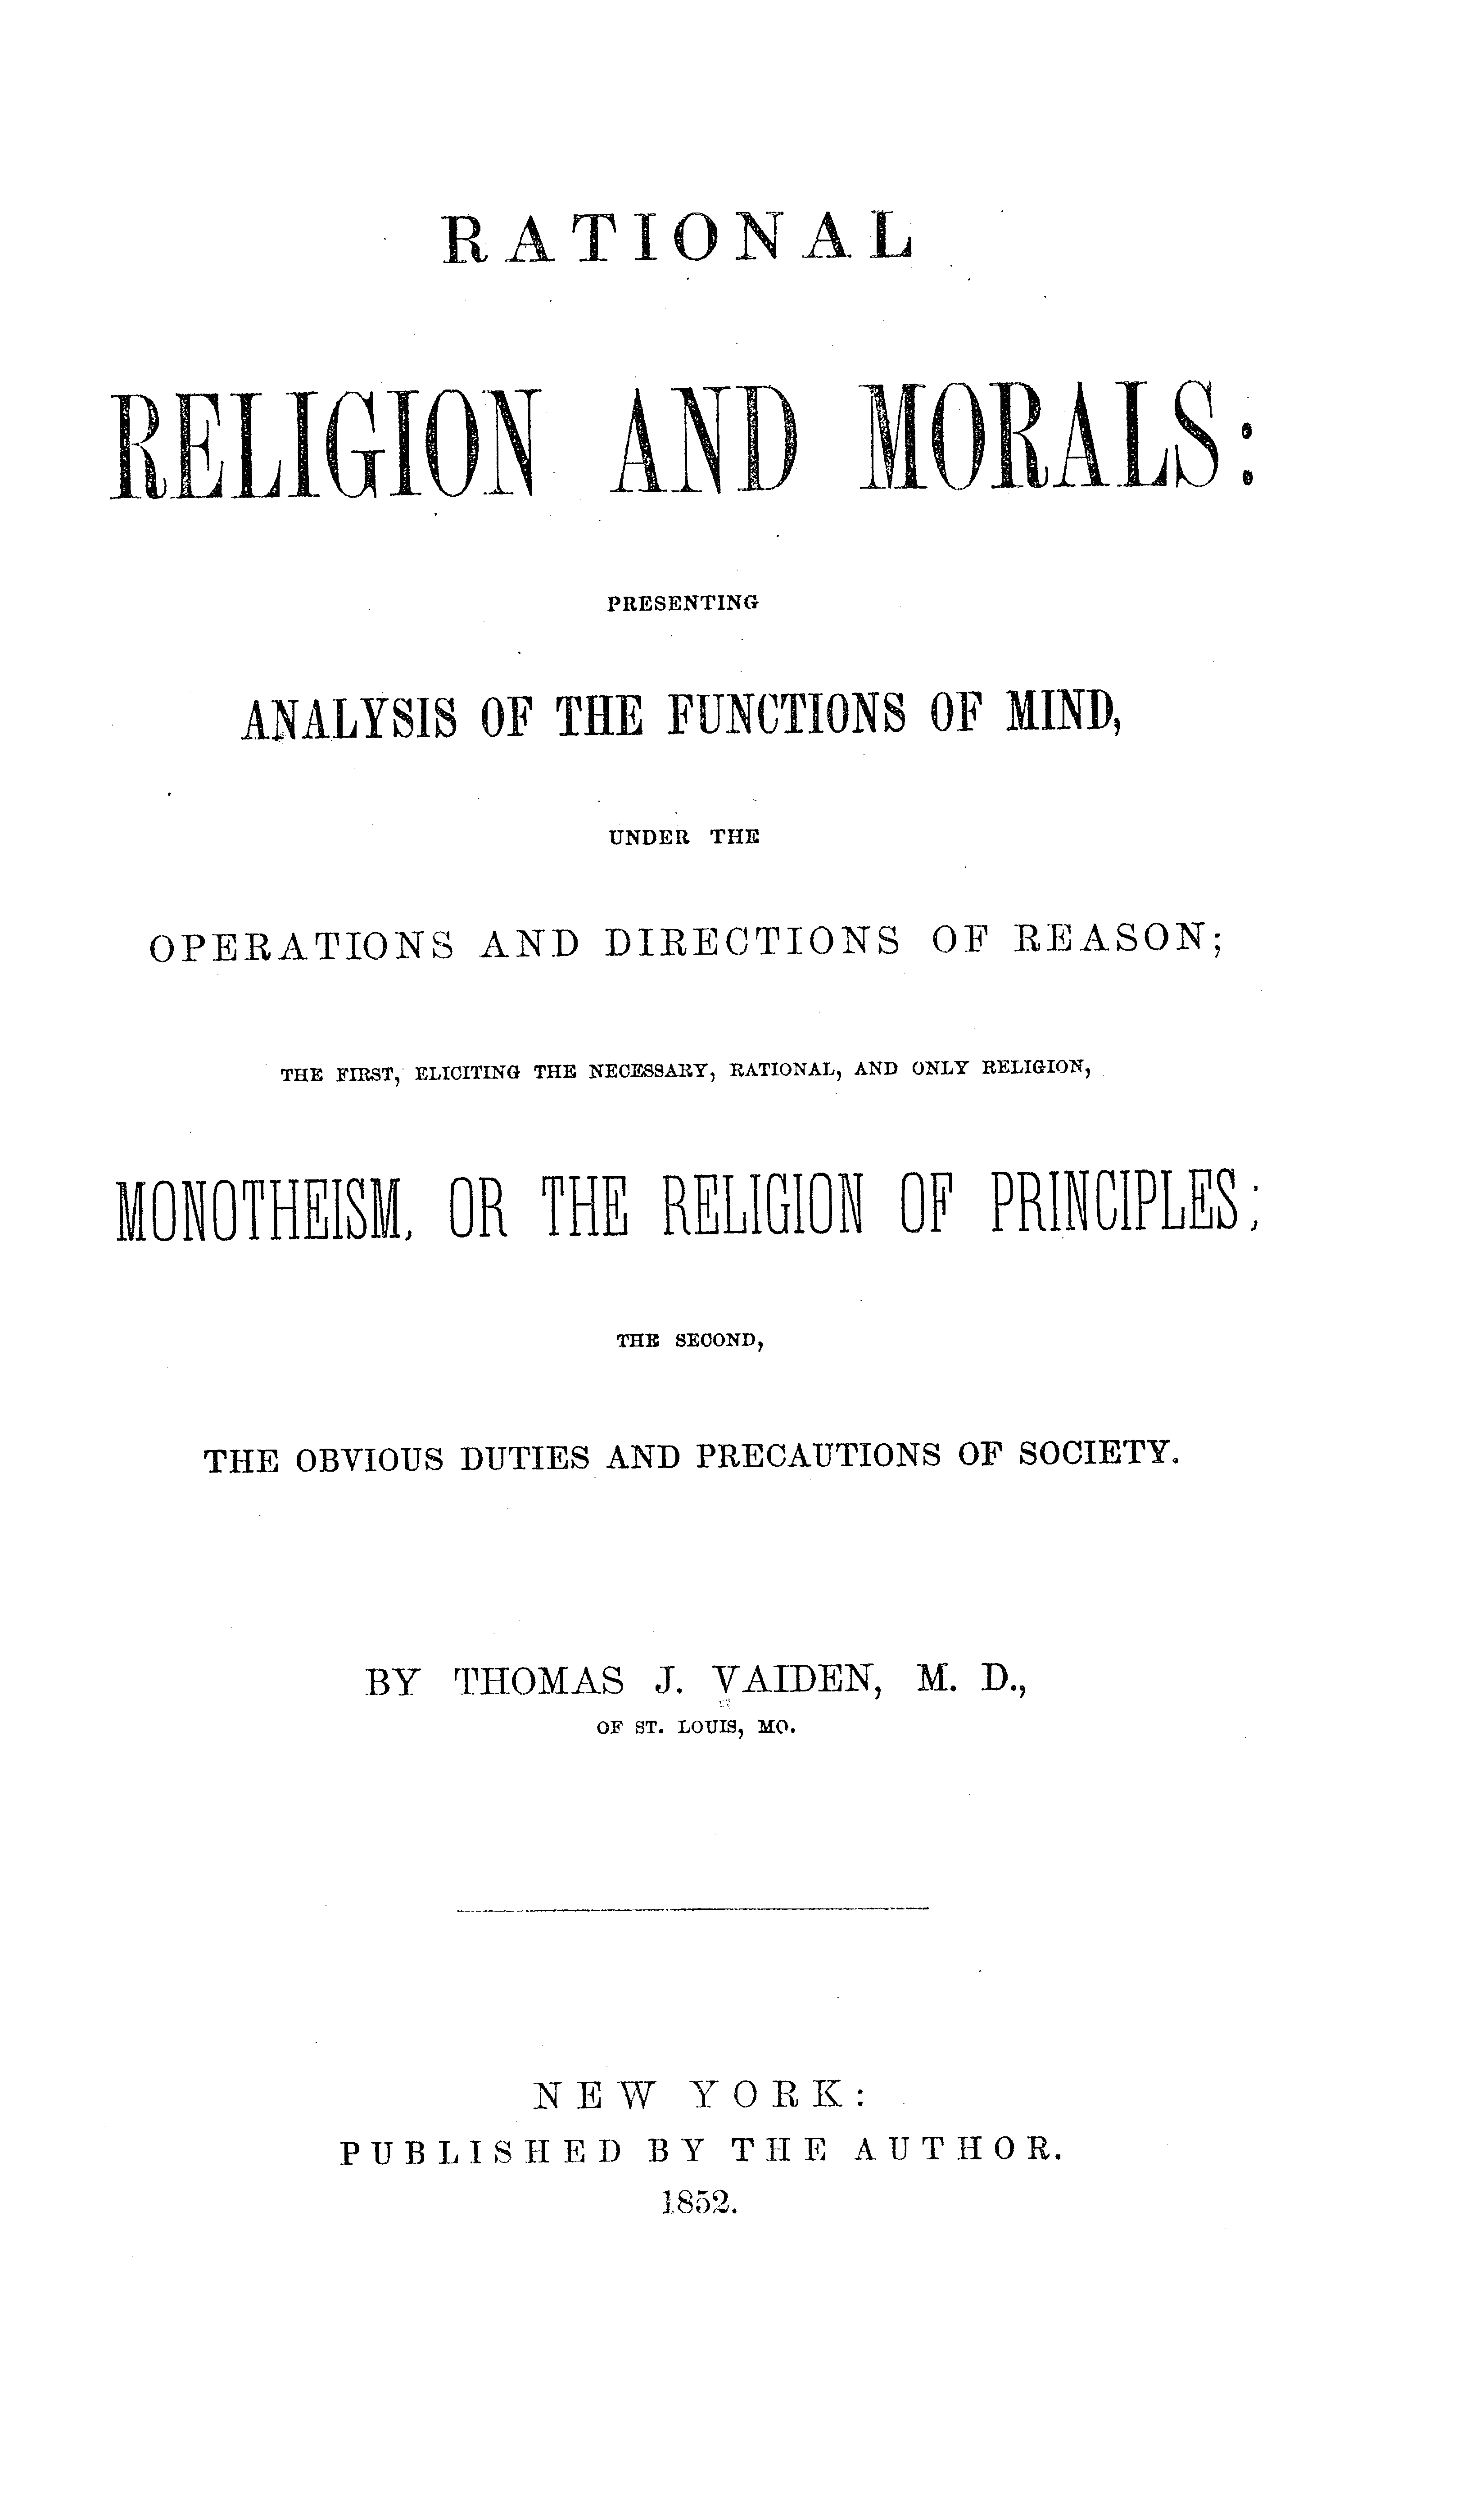 RATIONAL
RELIGION AND MORALS:
PRESENTING
ANALYSIS OF THE FUNCTIONS OF MIND,
UNDER THE
OPERATIONS AND DIRECTIONS OF REASON;
THE FIRST, ELICITING THE NECESSARY, RATIONAL, AND ONLY RELIGION,
MONOTHEISM, OR THE RELIGION OF PRINCIPLES;
THE SECOND,
THE OBVIOUS DUTIES AND PRECAUTIONS OF SOCIETY.
BY THOMAS J. VAIDEN, M. D.,
OF ST. LOUIS, MO.
NEW YORK:
PUBLISHED BY THE AUTHOR.
1852.